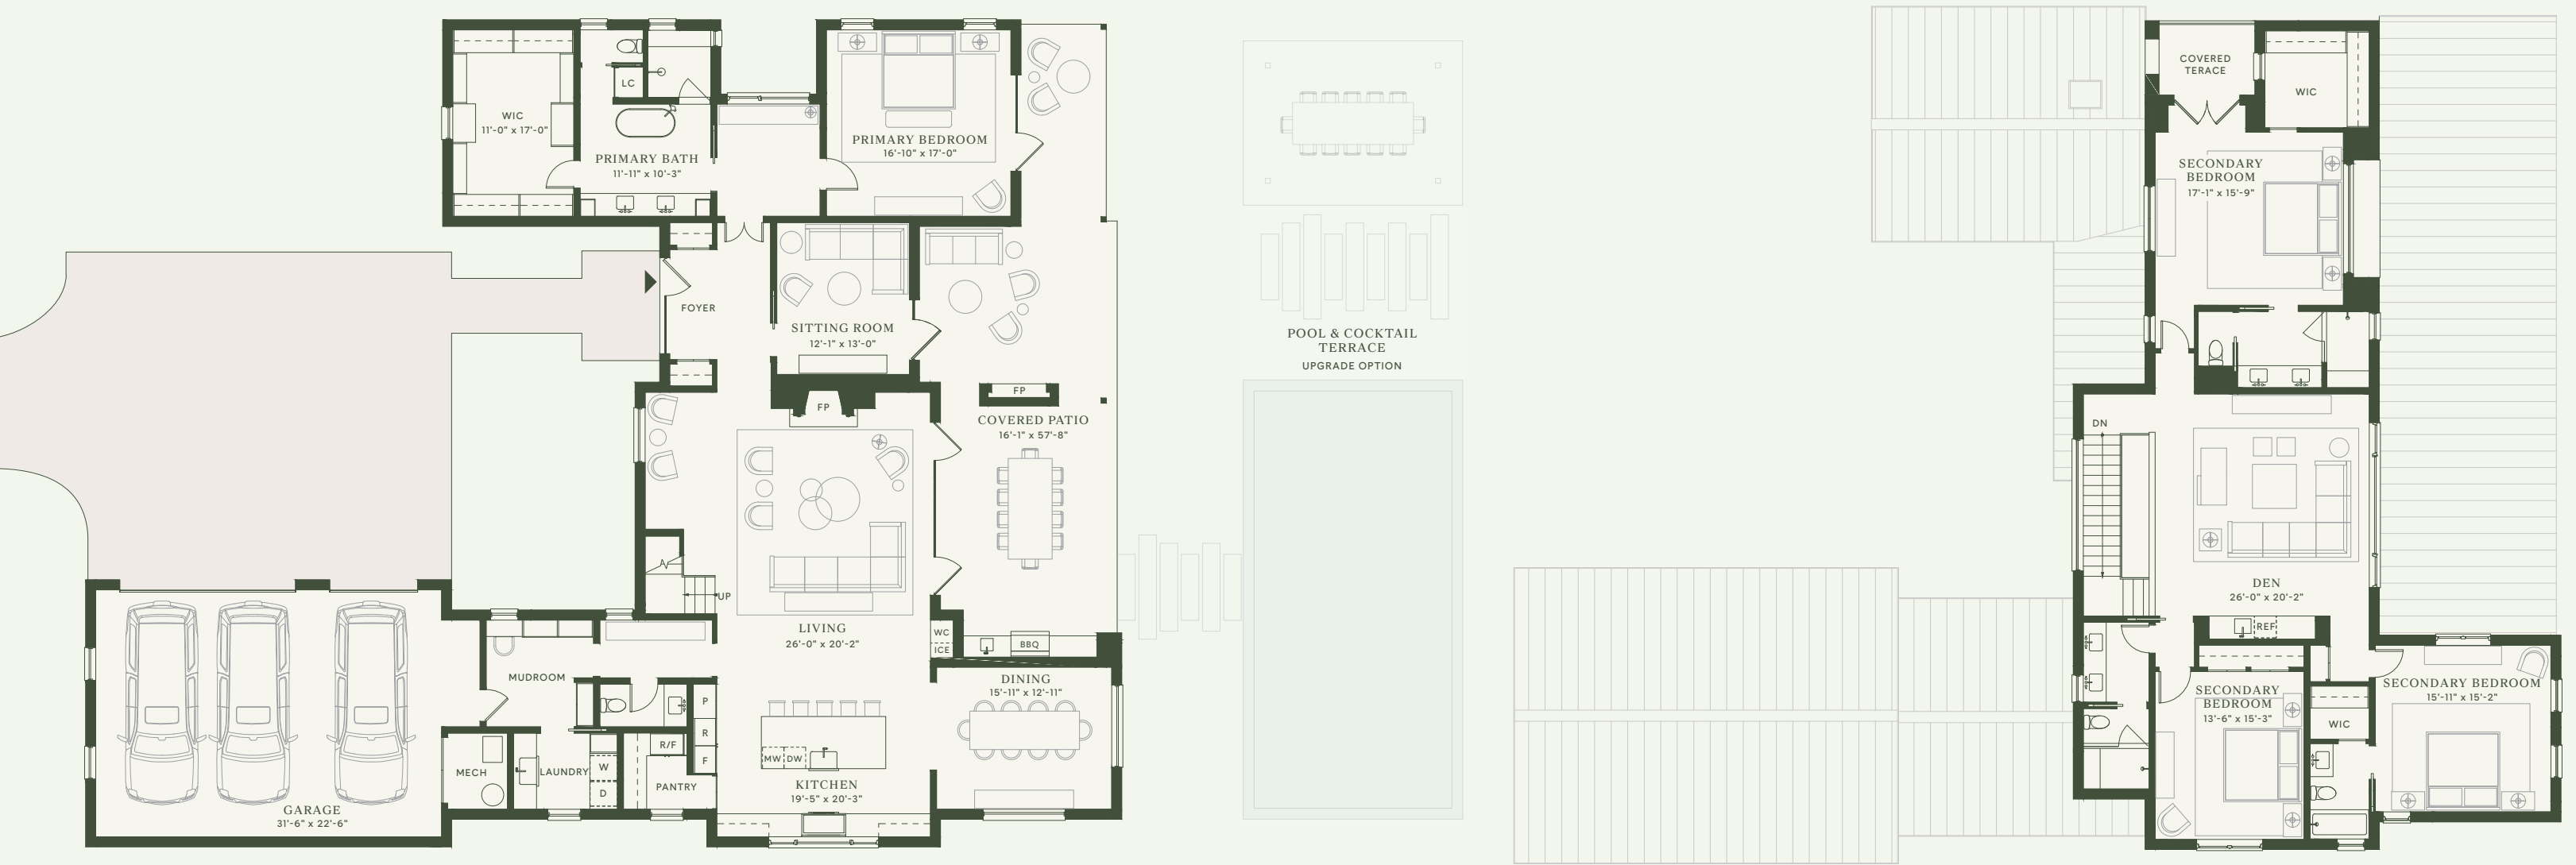 WIC
11'-0" x 17'-0"
LC
PRIMARY BATH
11'-11" x 10'-3"
PRIMARY BEDROOM
16'-10" x 17'-0"
FOYER
SITTING ROOM
12'-1" x 13'-0"
FP
FP
COVERED PATIO
16'-1" x 57'-8"
UP
LIVING
26'-0" x 20'-2"
WC
ICE
BBQ
MUDROOM
DINING
15'-11" x 12'-11"
P
R
F
R/F
MW
DW
MECH
LAUNDRY
W
D
PANTRY
KITCHEN
19'-5" x 20'-3"
GARAGE
31'-6" x 22'-6"
POOL & COCKTAIL
TERRACE
UPGRADE OPTION
COVERED
TERACE
WIC
SECONDARY
BEDROOM
17'-1" x 15'-9"
DN
DEN
26'-0" x 20'-2"
REF
SECONDARY
BEDROOM
13'-6" x 15'-3"
WIC
SECONDARY BEDROOM
15'-11" x 15'-2"